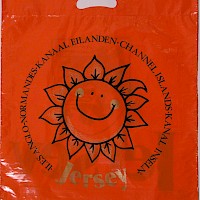 ILES ANGLO-NORMANDES·KANAAL EILANDEN·CHANNEL ISLANDS·KANAL INSELN·
Jersey